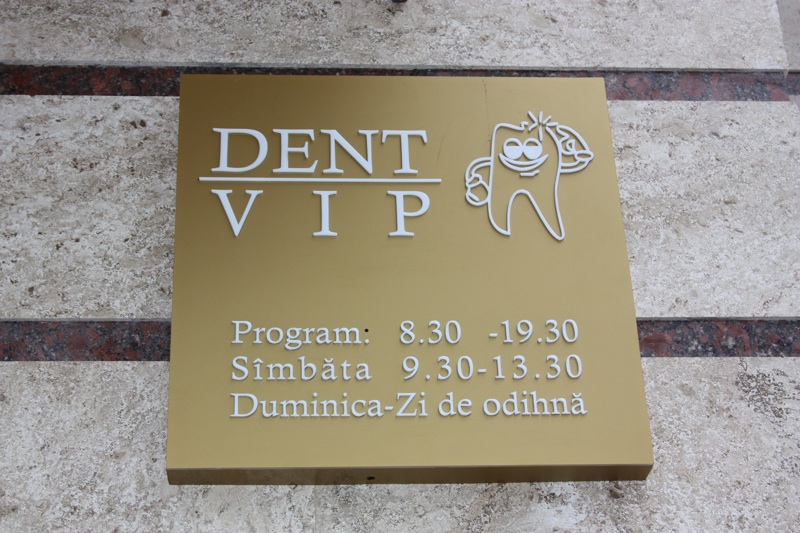 DENT
VIP
Program: 8.30 -19.30
Sîmbăta 9.30-13.30
Duminica-Zi de odihnă